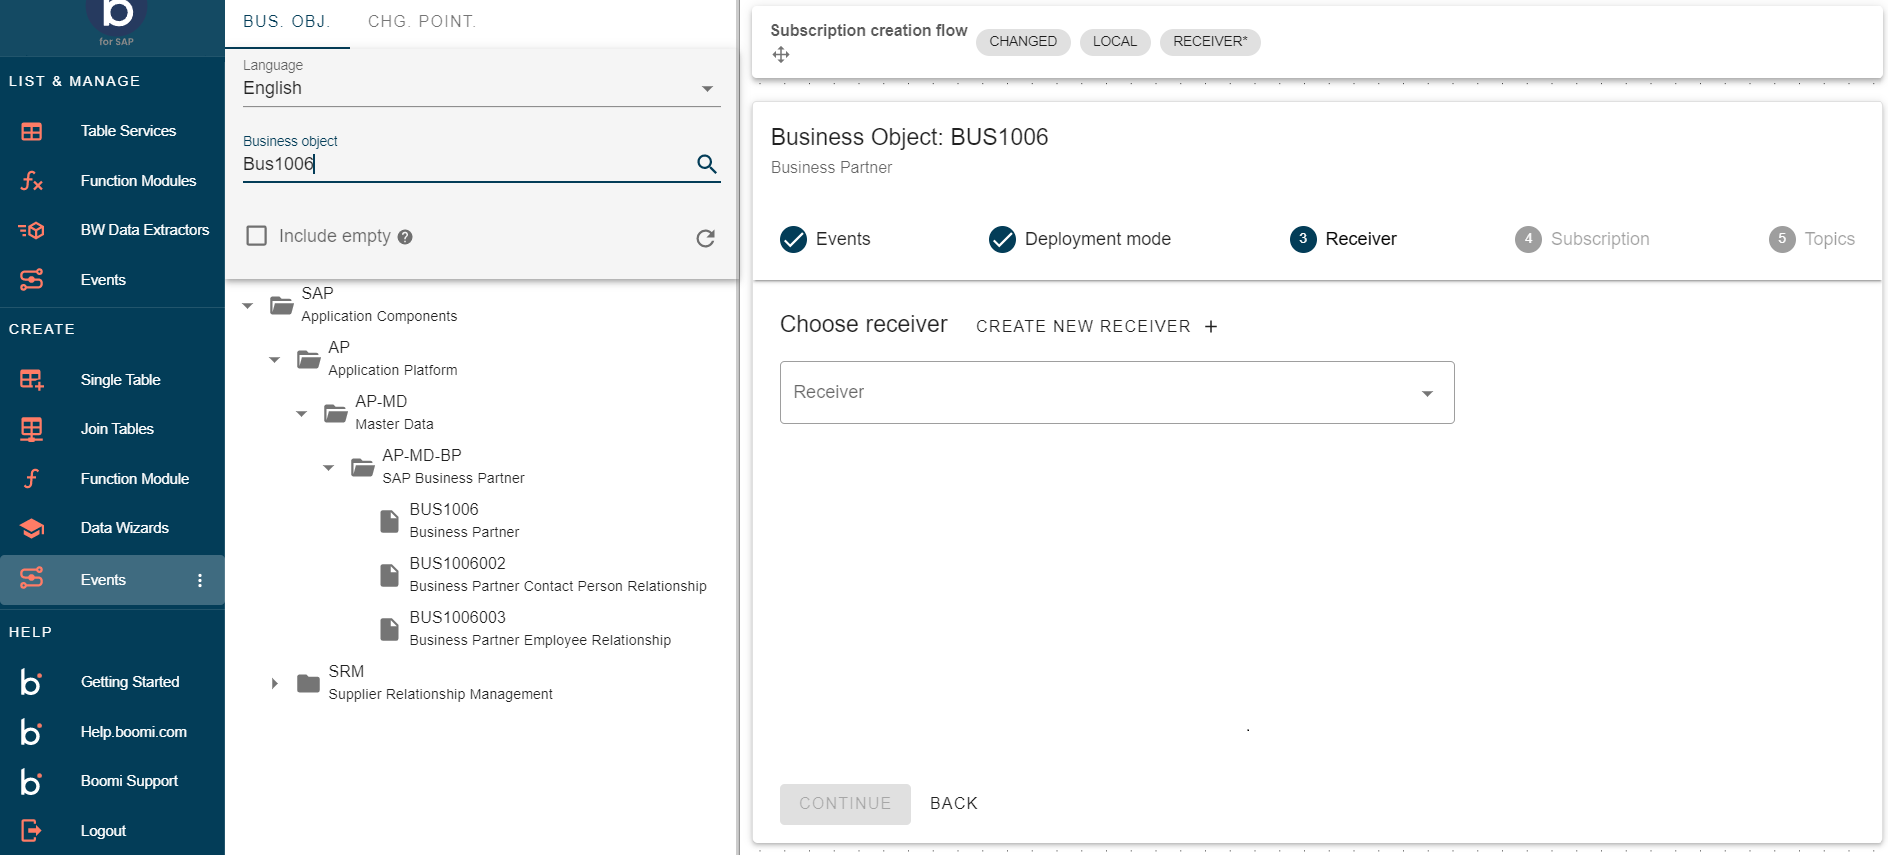 boomi
for SAP
LIST & MANAGE
Table Services
Function Modules
BW Data Extractors
Events
CREATE
Single Table
Join Tables
Function Module
Data Wizards
Events
HELP
Getting Started
Help.boomi.com
Boomi Support
Logout
BUS. OBJ.
CHG. POINT.
Language
English
Business object
Bus1006
Include empty
SAP
Application Components
AP
Application Platform
AP-MD
Master Data
AP-MD-BP
SAP Business Partner
BUS1006
Business Partner
BUS1006002
Business Partner Contact Person Relationship
BUS1006003
Business Partner Employee Relationship
SRM
Supplier Relationship Management
Subscription creation flow
CHANGED
LOCAL
RECEIVER*
Business Object: BUS1006
Business Partner
Events
Deployment mode
3 Receiver
4 Subscription
5 Topics
Choose receiver
CREATE NEW RECEIVER +
Receiver
CONTINUE
BACK